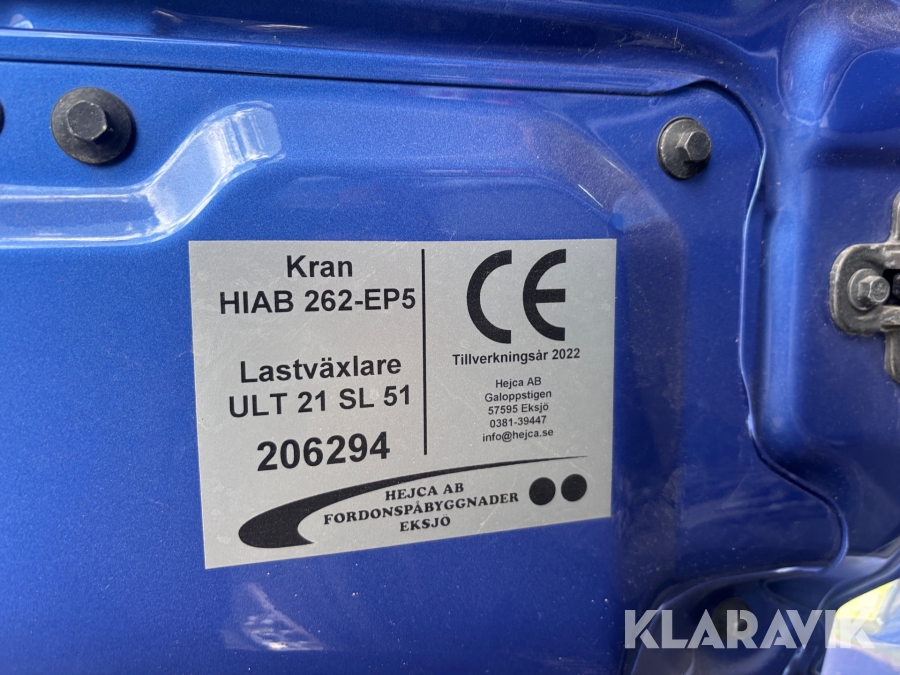 Kran
HIAB 262-EP5
Lastväxlare
ULT 21 SL 51
206294
CE
Tillverkningsår 2022
Hejca AB
Galoppstigen
57595 Eksjö
0381-39447
info@hejca.se
HEJCA AB
FORDONSPÅBYGGNADER
EKSJÖ
KLARAVIK